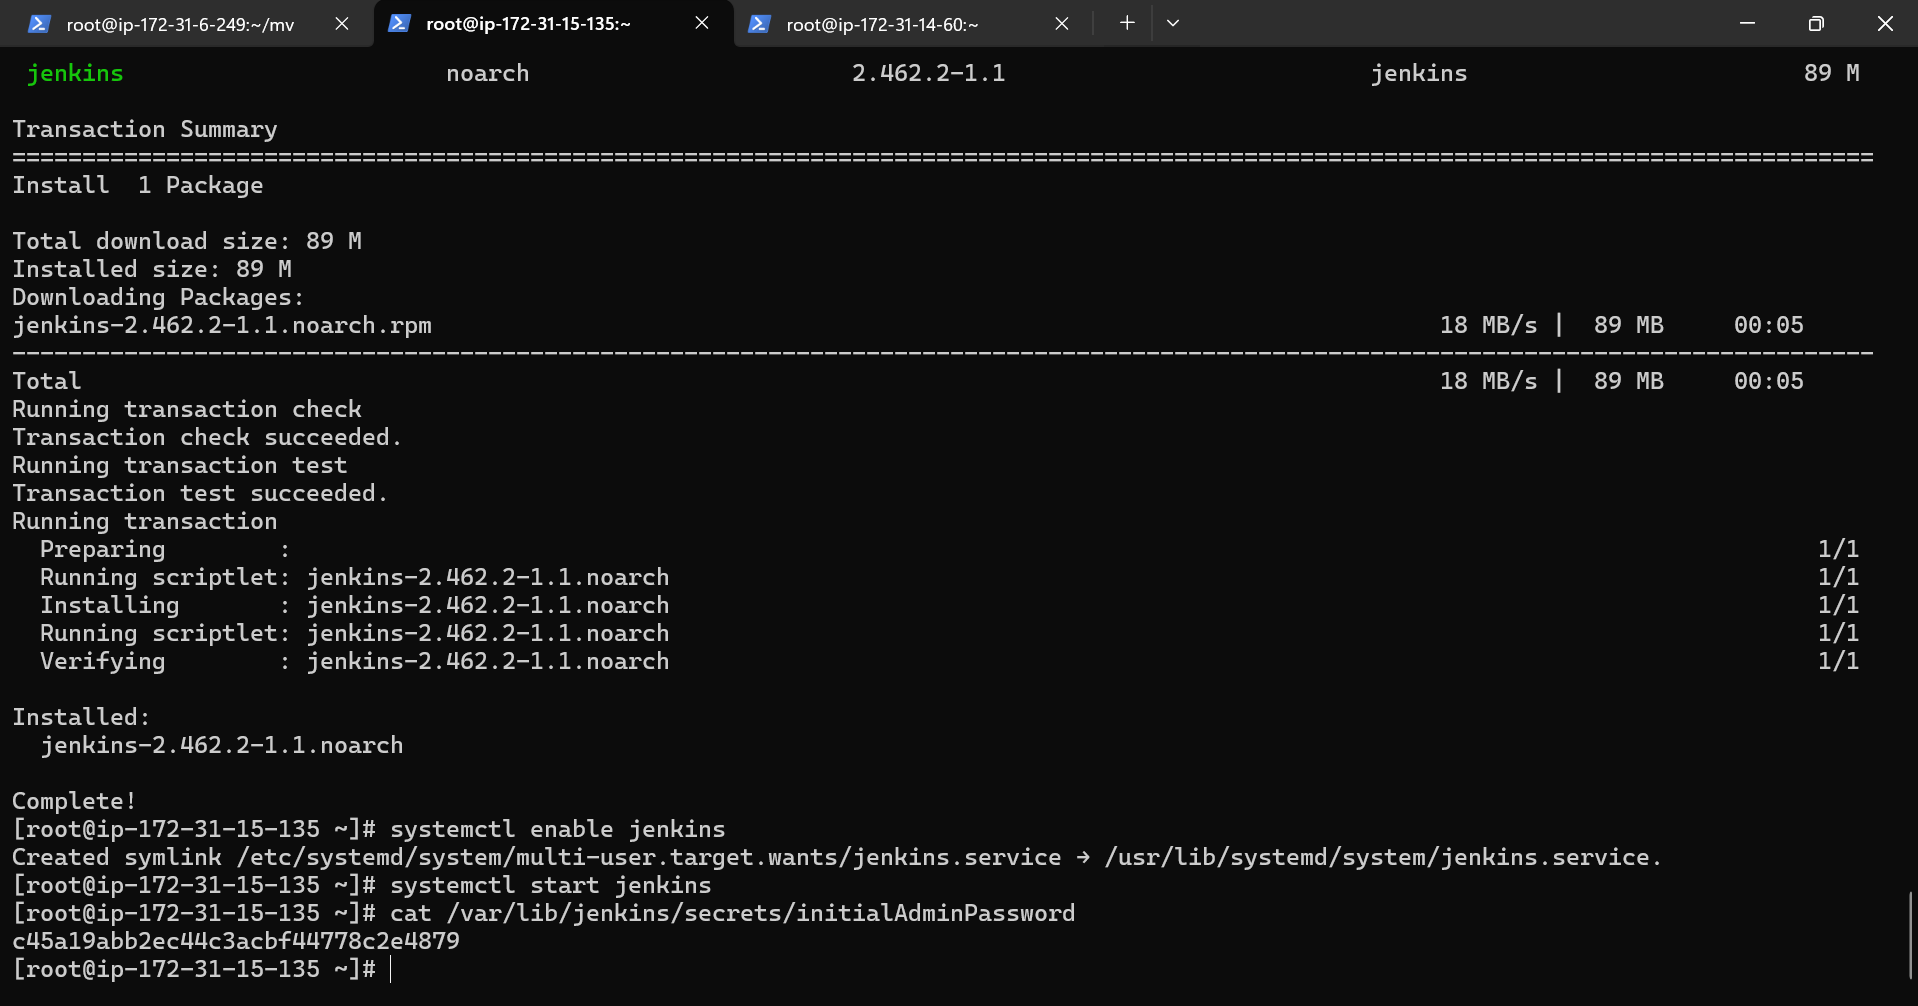 root@ip-172-31-6-249:~/mv
root@ip-172-31-15-135:~
root@ip-172-31-14-60:~
jenkins noarch 2.462.2-1.1 jenkins 89 M
Transaction Summary
=====================================================================================================================================
Install  1 Package
Total download size: 89 M
Installed size: 89 M
Downloading Packages:
jenkins-2.462.2-1.1.noarch.rpm 18 MB/s |  89 MB     00:05
-------------------------------------------------------------------------------------------------------------------------------------
Total 18 MB/s |  89 MB     00:05
Running transaction check
Transaction check succeeded.
Running transaction test
Transaction test succeeded.
Running transaction
  Preparing        : 1/1
  Running scriptlet: jenkins-2.462.2-1.1.noarch 1/1
  Installing       : jenkins-2.462.2-1.1.noarch 1/1
  Running scriptlet: jenkins-2.462.2-1.1.noarch 1/1
  Verifying        : jenkins-2.462.2-1.1.noarch 1/1
Installed:
  jenkins-2.462.2-1.1.noarch
Complete!
[root@ip-172-31-15-135 ~]# systemctl enable jenkins
Created symlink /etc/systemd/system/multi-user.target.wants/jenkins.service → /usr/lib/systemd/system/jenkins.service.
[root@ip-172-31-15-135 ~]# systemctl start jenkins
[root@ip-172-31-15-135 ~]# cat /var/lib/jenkins/secrets/initialAdminPassword
c45a19abb2ec44c3acbf44778c2e4879
[root@ip-172-31-15-135 ~]#